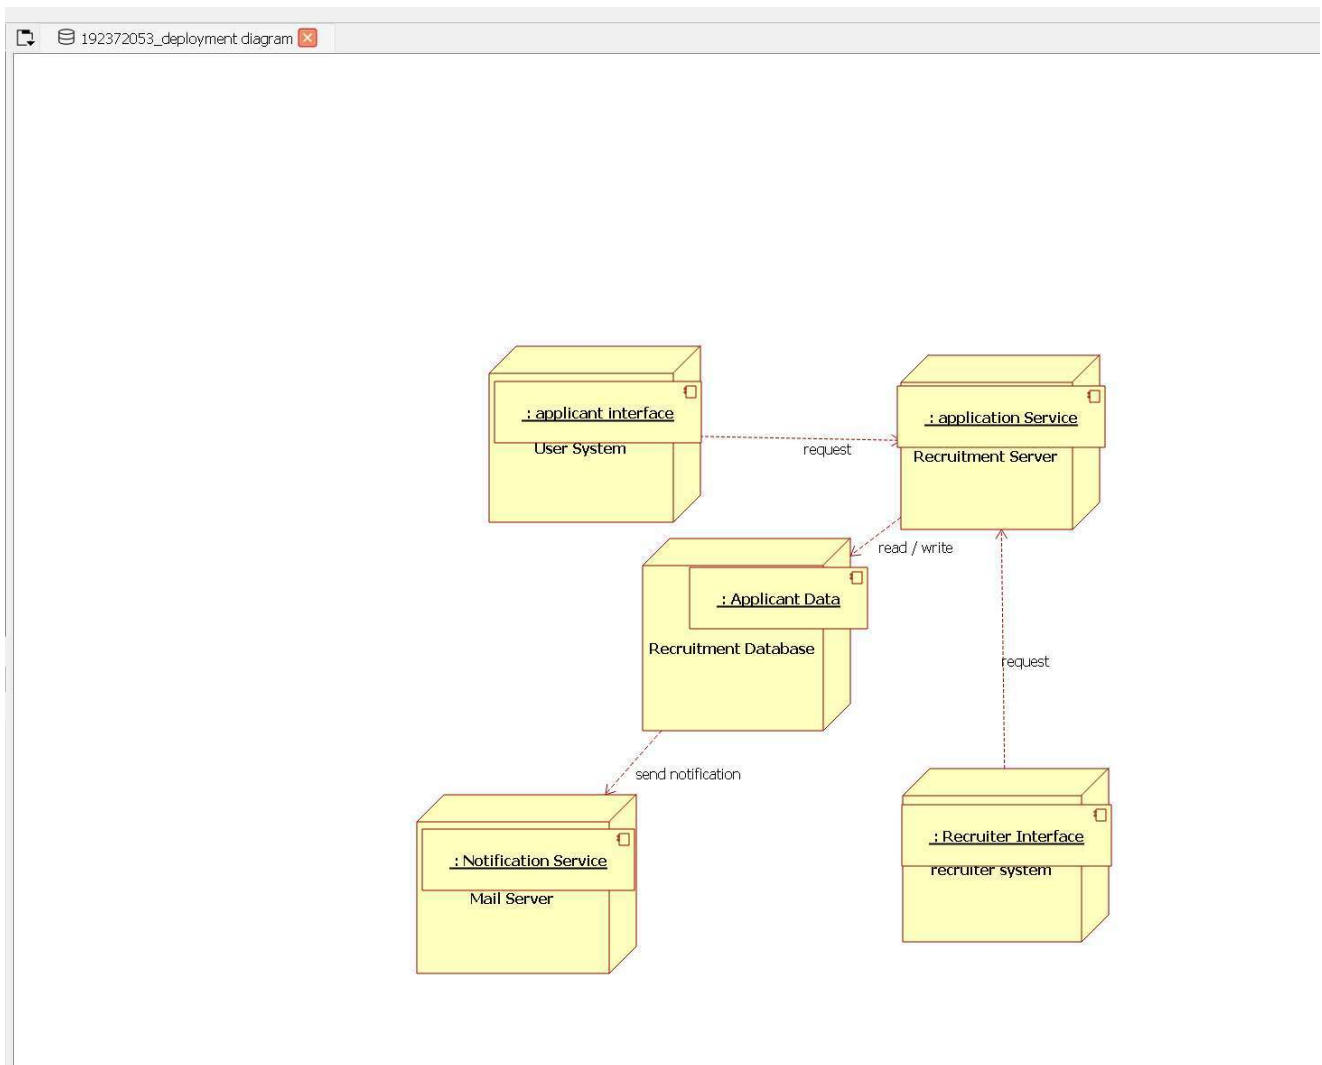 192372053_deployment diagram
: applicant interface
User System
request
: application Service
Recruitment Server
read / write
: Applicant Data
Recruitment Database
request
send notification
: Notification Service
Mail Server
: Recruiter Interface
recruiter system